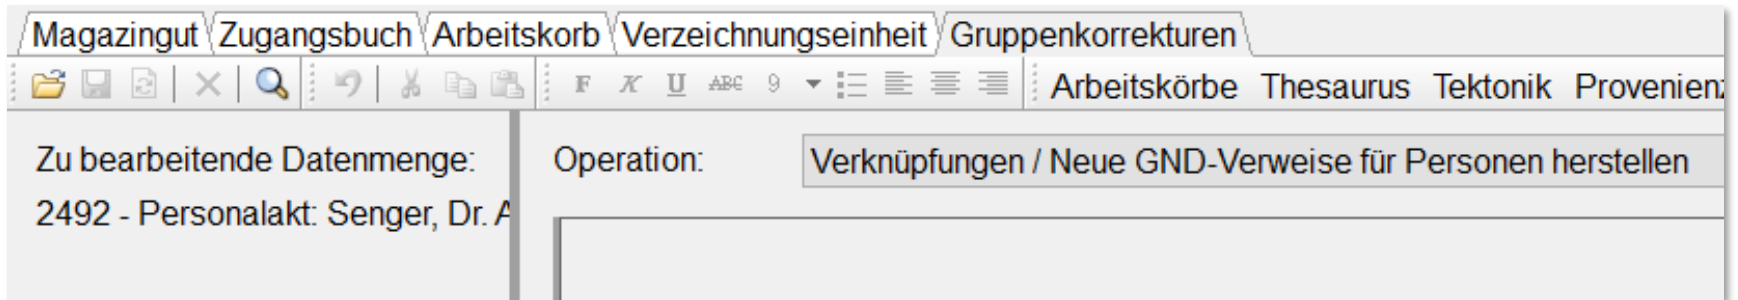 Magazingut Zugangsbuch Arbeitskorb Verzeichnungseinheit Gruppenkorrekturen
F K U ABC 9 Arbeitskörbe Thesaurus Tektonik Provenienz
Zu bearbeitende Datenmenge: Operation: Verknüpfungen / Neue GND-Verweise für Personen herstellen
2492 - Personalakt: Senger, Dr. A